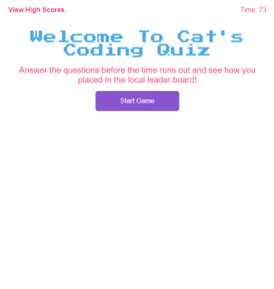 View High Scores.
Time: 73
Welcome To Cat's
Coding Quiz
Answer the questions before the time runs out and see how you
placed in the local leader board!
Start Game